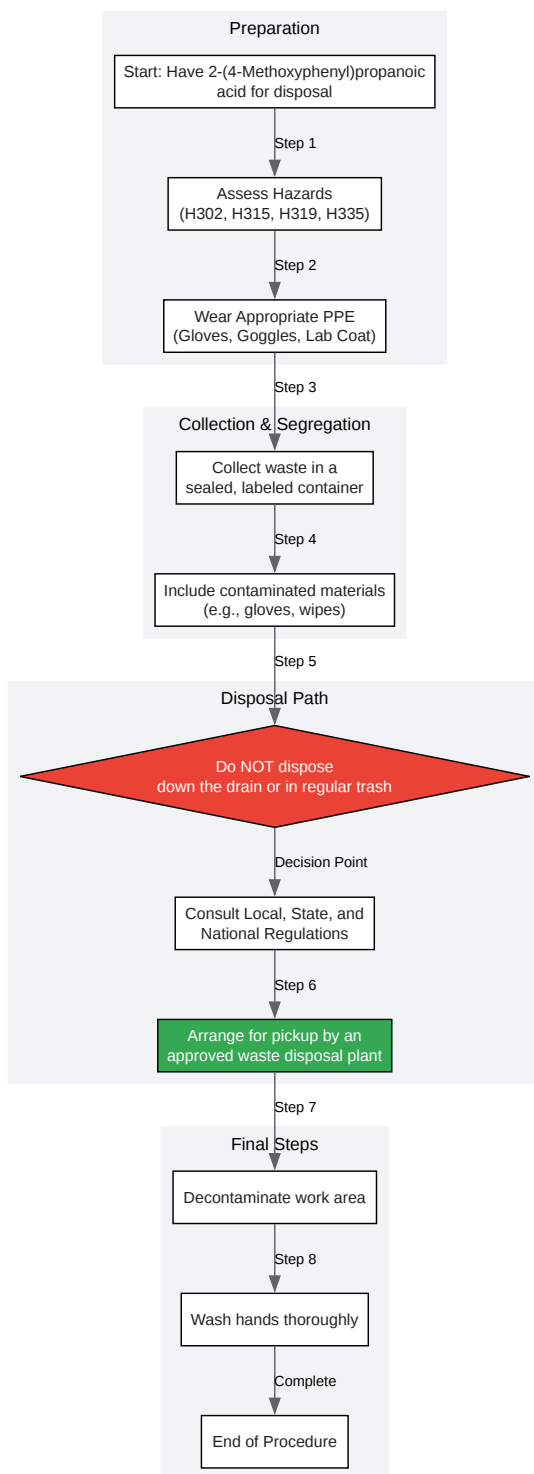 Preparation
Start: Have 2-(4-Methoxyphenyl)propanoic
acid for disposal
Step 1
Assess Hazards
(H302, H315, H319, H335)
Step 2
Wear Appropriate PPE
(Gloves, Goggles, Lab Coat)
Step 3
Collection & Segregation
Collect waste in a
sealed, labeled container
Step 4
Include contaminated materials
(e.g., gloves, wipes)
Step 5
Disposal Path
Do NOT dispose
down the drain or in regular trash
Decision Point
Consult Local, State, and
National Regulations
Step 6
Arrange for pickup by an
approved waste disposal plant
Step 7
Final Steps
Decontaminate work area
Step 8
Wash hands thoroughly
Complete
End of Procedure